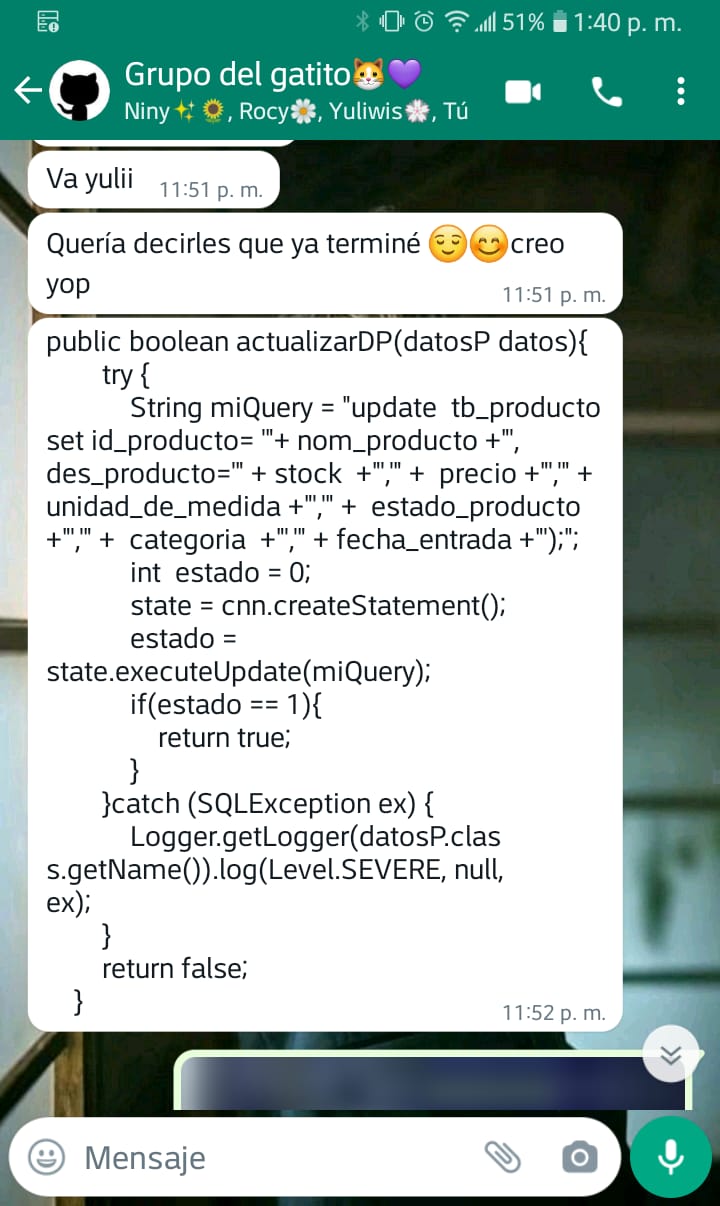 51% 1:40 p. m.
Grupo del gatito🐱💜
Niny✨🌻, Rocy🌼, Yuliwis🌸, Tú
Va yulii 11:51 p. m.
Quería decirles que ya terminé 😌😊creo
yop 11:51 p. m.
public boolean actualizarDP(datosP datos){
try {
String miQuery = "update  tb_producto
set id_producto= '"+ nom_producto +"',
des_producto='" + stock  +"','" +  precio +"','" +
unidad_de_medida +"','" +  estado_producto
+"','" +  categoria  +"','" + fecha_entrada +"');";
int  estado = 0;
state = cnn.createStatement();
estado =
state.executeUpdate(miQuery);
if(estado == 1){
return true;
}
}catch (SQLException ex) {
Logger.getLogger(datosP.clas
s.getName()).log(Level.SEVERE, null,
ex);
}
return false;
}
11:52 p. m.
Mensaje